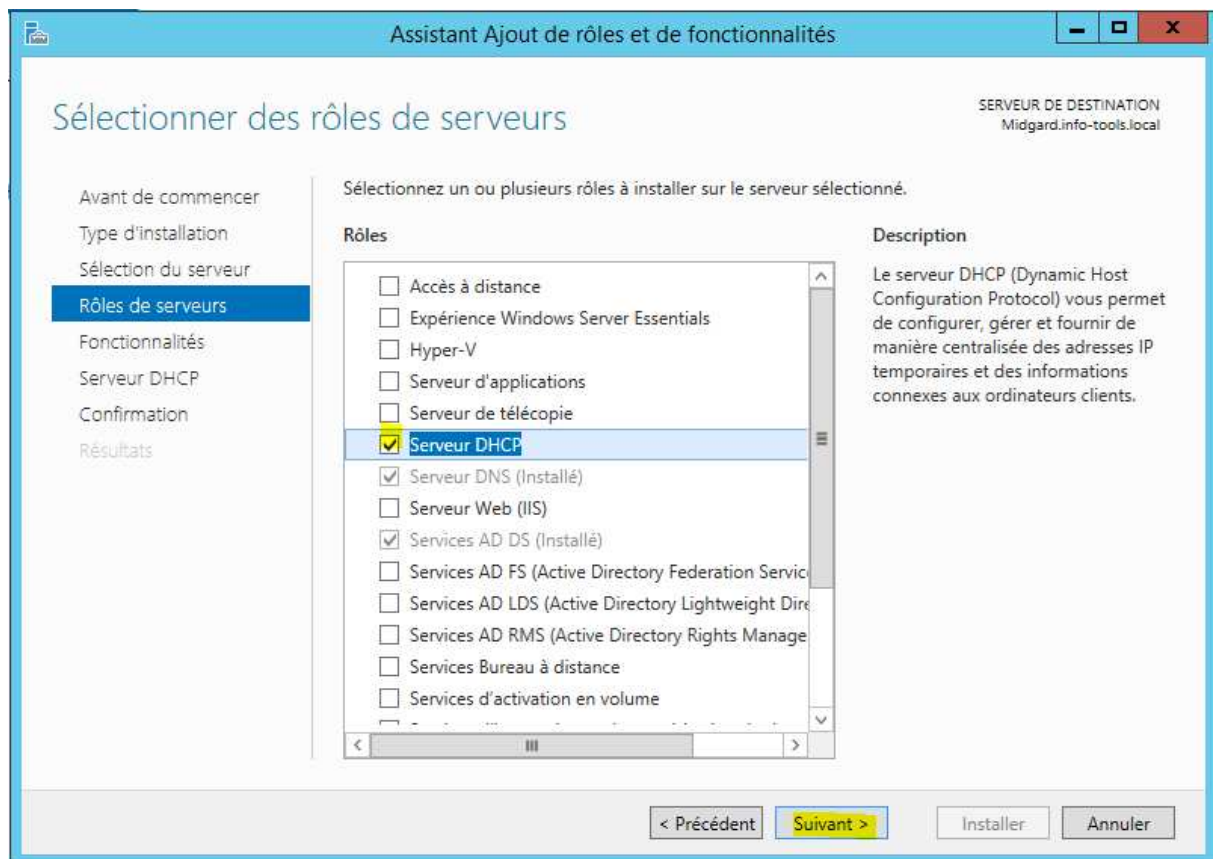 Assistant Ajout de rôles et de fonctionnalités
Sélectionner des rôles de serveurs
SERVEUR DE DESTINATION
Midgard.info-tools.local
Avant de commencer
Type d'installation
Sélection du serveur
Rôles de serveurs
Fonctionnalités
Serveur DHCP
Confirmation
Résultats
Sélectionnez un ou plusieurs rôles à installer sur le serveur sélectionné.
Rôles
Accès à distance
Expérience Windows Server Essentials
Hyper-V
Serveur d'applications
Serveur de télécopie
Serveur DHCP
Serveur DNS (Installé)
Serveur Web (IIS)
Services AD DS (Installé)
Services AD FS (Active Directory Federation Servic
Services AD LDS (Active Directory Lightweight Dire
Services AD RMS (Active Directory Rights Manage
Services Bureau à distance
Services d'activation en volume
Description
Le serveur DHCP (Dynamic Host
Configuration Protocol) vous permet
de configurer, gérer et fournir de
manière centralisée des adresses IP
temporaires et des informations
connexes aux ordinateurs clients.
< Précédent
Suivant >
Installer
Annuler